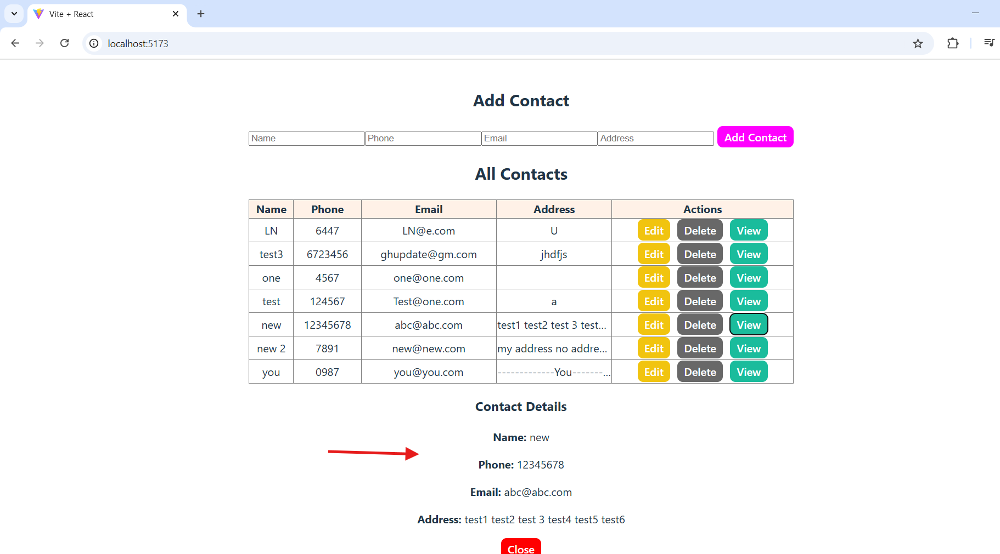 Vite + React
localhost:5173
Add Contact
Name Phone Email Address Add Contact
All Contacts
Name Phone Email Address Actions
LN 6447 LN@e.com U Edit Delete View
test3 6723456 ghupdate@gm.com jhdfjs Edit Delete View
one 4567 one@one.com Edit Delete View
test 124567 Test@one.com a Edit Delete View
new 12345678 abc@abc.com test1 test2 test 3 test... Edit Delete View
new 2 7891 new@new.com my address no addre... Edit Delete View
you 0987 you@you.com -------------You-------... Edit Delete View
Contact Details
Name: new
Phone: 12345678
Email: abc@abc.com
Address: test1 test2 test 3 test4 test5 test6
Close